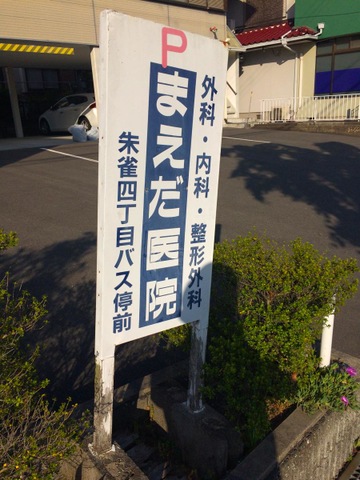 P
外科・内科・整形外科
まえだ医院
朱雀四丁目バス停前